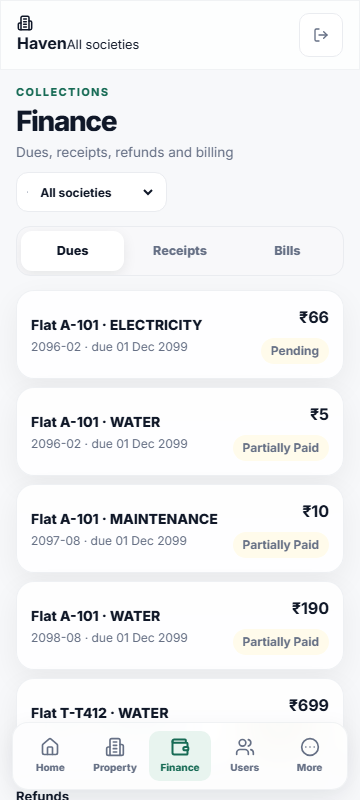 HavenAll societies
COLLECTIONS
Finance
Dues, receipts, refunds and billing
All societies
Dues Receipts Bills
Flat A-101 · ELECTRICITY
2096-02 · due 01 Dec 2099
₹66
Pending
Flat A-101 · WATER
2096-02 · due 01 Dec 2099
₹5
Partially Paid
Flat A-101 · MAINTENANCE
2097-08 · due 01 Dec 2099
₹10
Partially Paid
Flat A-101 · WATER
2098-08 · due 01 Dec 2099
₹190
Partially Paid
Flat T-T412 · WATER
₹699
Home Property Finance Users More
Refunds